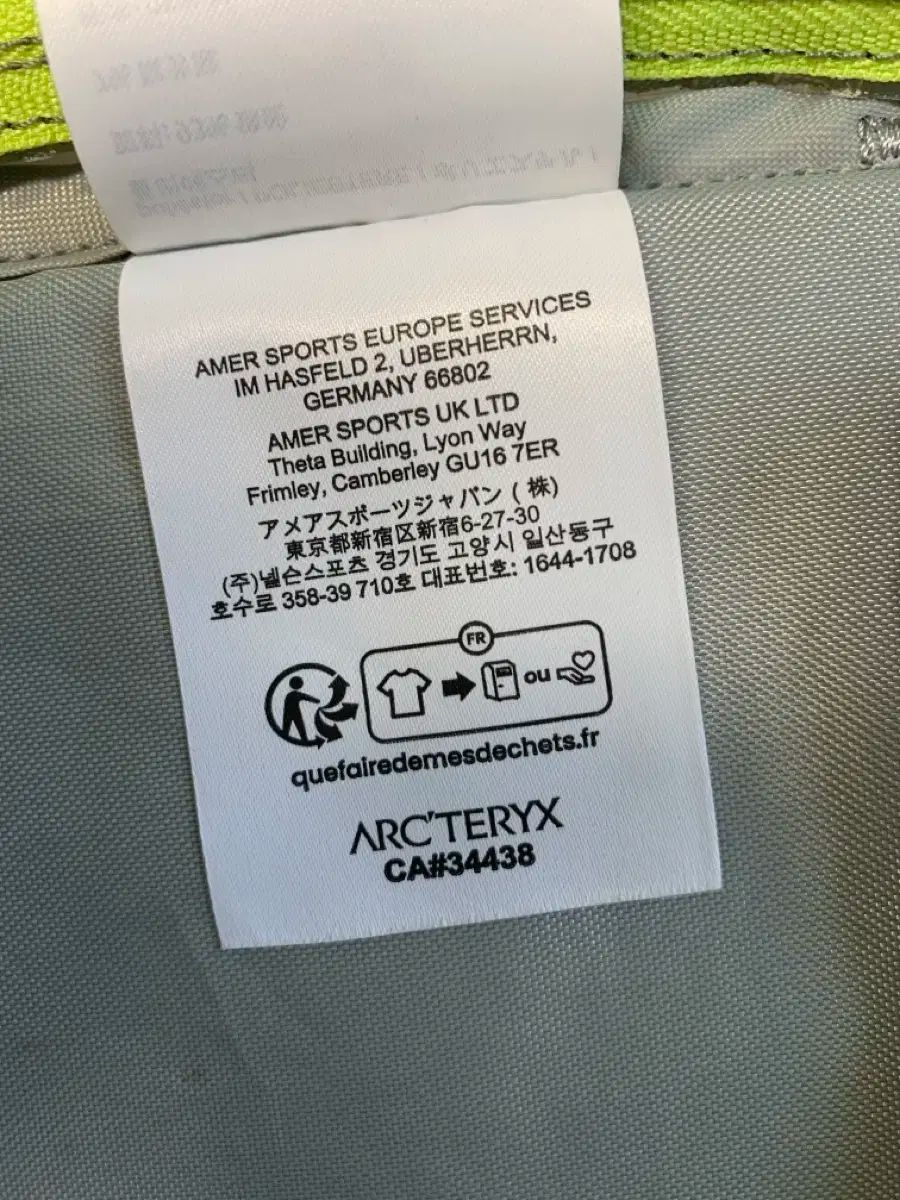 AMER SPORTS EUROPE SERVICES
IM HASFELD 2, UBERHERRN,
GERMANY 66802
AMER SPORTS UK LTD
Theta Building, Lyon Way
Frimley, Camberley GU16 7ER
アメアスポーツジャパン ( 株)
東京都新宿区新宿6-27-30
(주)넬슨스포츠 경기도 고양시 일산동구
호수로 358-39 710호 대표번호: 1644-1708
FR
ou
quefairedemesdechets.fr
ARC'TERYX
CA#34438